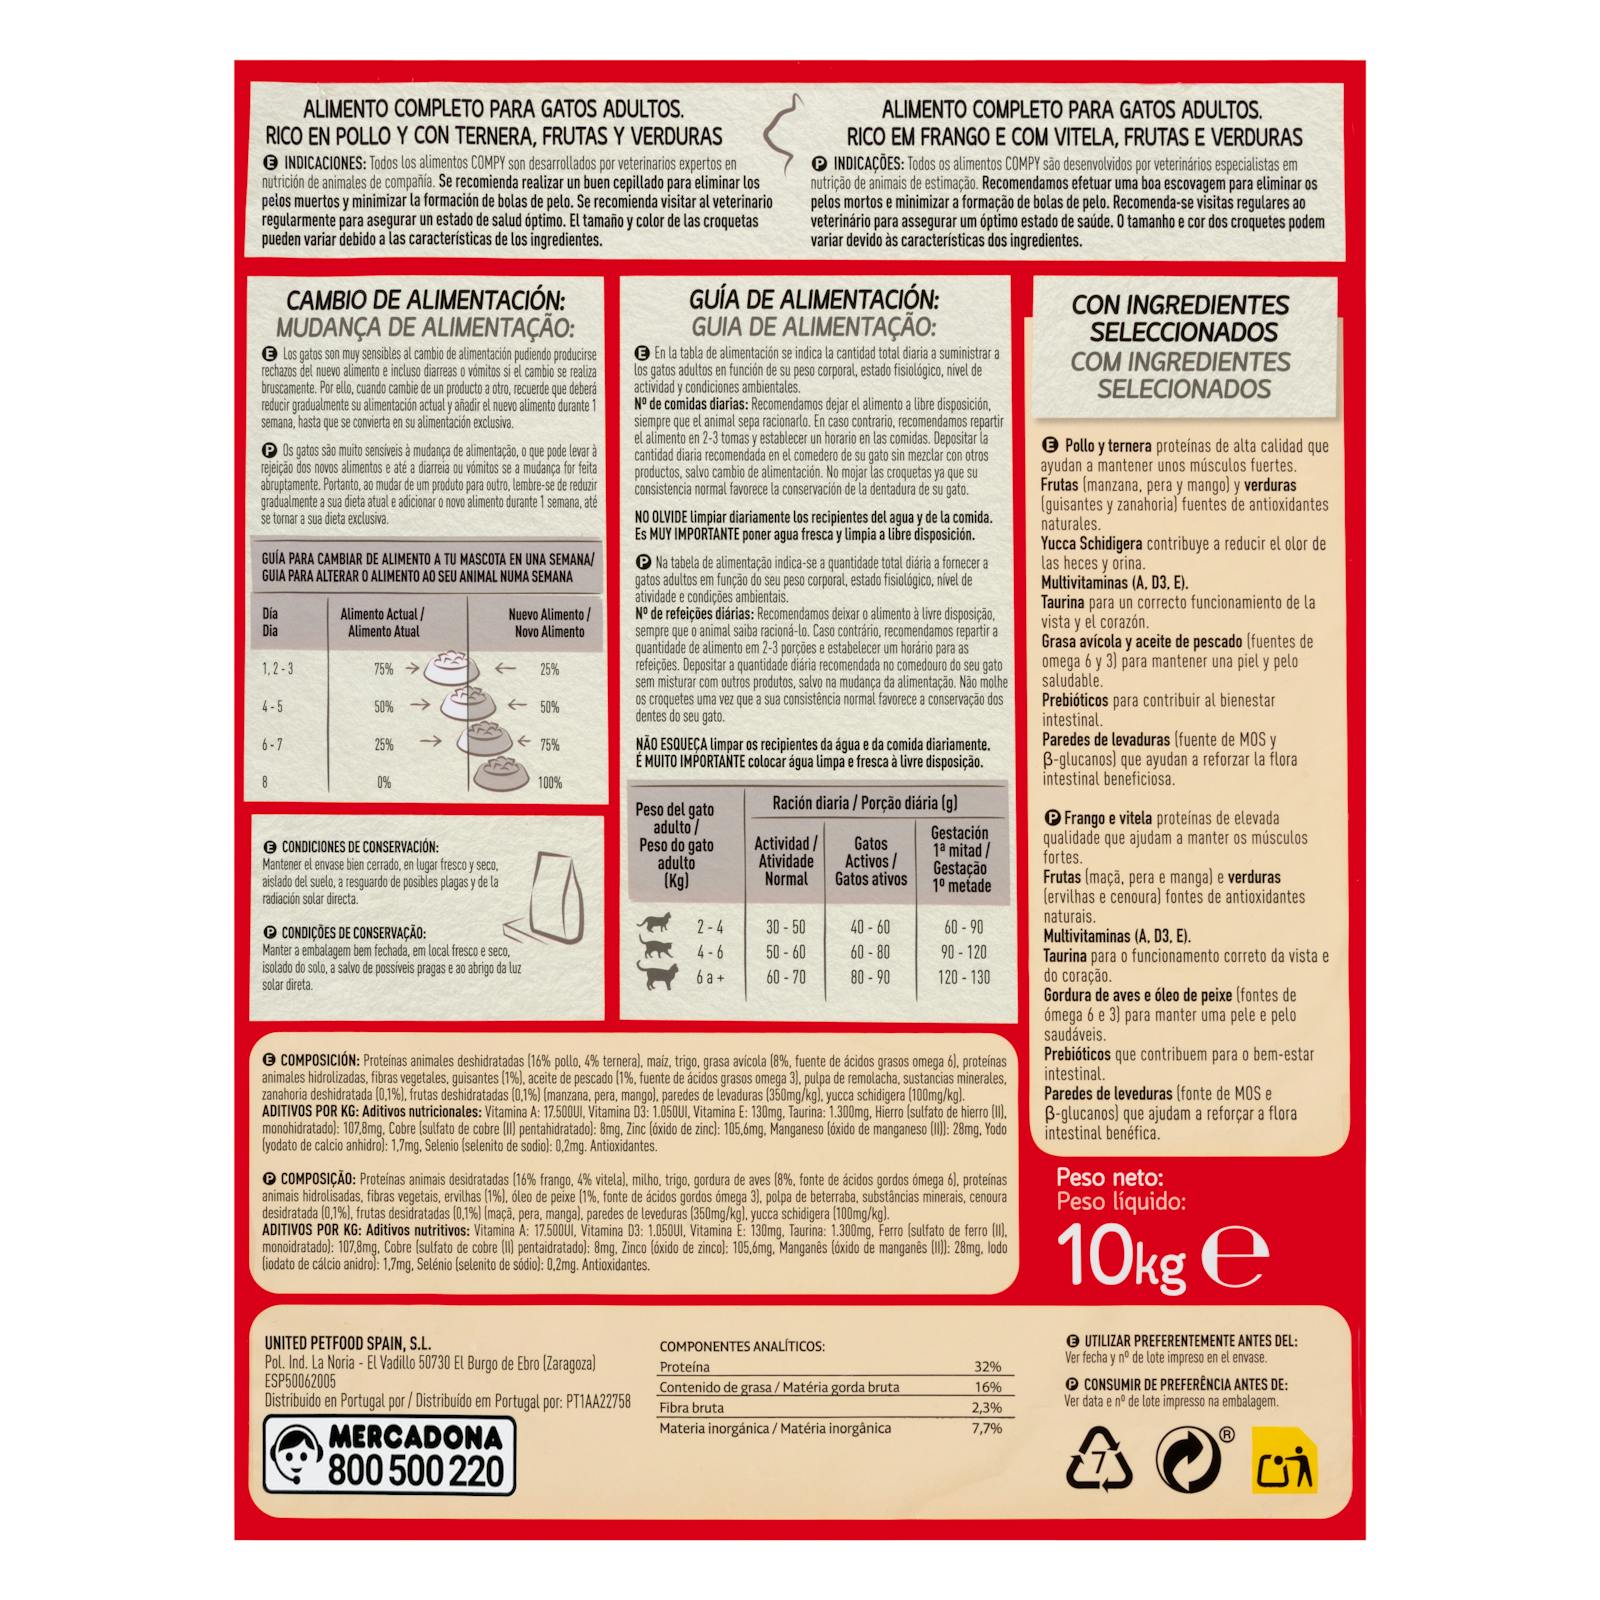 ALIMENTO COMPLETO PARA GATOS ADULTOS.
RICO EN POLLO Y CON TERNERA, FRUTAS Y VERDURAS
E INDICACIONES: Todos los alimentos COMPY son desarrollados por veterinarios expertos en
nutrición de animales de compañía. Se recomienda realizar un buen cepillado para eliminar los
pelos muertos y minimizar la formación de bolas de pelo. Se recomienda visitar al veterinario
regularmente para asegurar un estado de salud óptimo. El tamaño y color de las croquetas
pueden variar debido a las características de los ingredientes.
ALIMENTO COMPLETO PARA GATOS ADULTOS.
RICO EM FRANGO E COM VITELA, FRUTAS E VERDURAS
P INDICAÇÕES: Todos os alimentos COMPY são desenvolvidos por veterinários especialistas em
nutrição de animais de estimação. Recomendamos efetuar uma boa escovagem para eliminar os
pelos mortos e minimizar a formação de bolas de pelo. Recomenda-se visitas regulares ao
veterinário para assegurar um óptimo estado de saúde. O tamanho e cor dos croquetes podem
variar devido às características dos ingredientes.
CAMBIO DE ALIMENTACIÓN:
MUDANÇA DE ALIMENTAÇÃO:
E Los gatos son muy sensibles al cambio de alimentación pudiendo producirse
rechazos del nuevo alimento e incluso diarreas o vómitos si el cambio se realiza
bruscamente. Por ello, cuando cambie de un producto a otro, recuerde que deberá
reducir gradualmente su alimentación actual y añadir el nuevo alimento durante 1
semana, hasta que se convierta en su alimentación exclusiva.
P Os gatos são muito sensíveis à mudança de alimentação, o que pode levar à
rejeição dos novos alimentos e até a diarreia ou vómitos se a mudança for feita
abruptamente. Portanto, ao mudar de um produto para outro, lembre-se de reduzir
gradualmente a sua dieta atual e adicionar o novo alimento durante 1 semana, até
se tornar a sua dieta exclusiva.
GUÍA PARA CAMBIAR DE ALIMENTO A TU MASCOTA EN UNA SEMANA/
GUIA PARA ALTERAR O ALIMENTO AO SEU ANIMAL NUMA SEMANA
Día Alimento Actual / Nuevo Alimento /
Dia Alimento Atual Novo Alimento
1, 2 - 3 75% 25%
4 - 5 50% 50%
6 - 7 25% 75%
8 0% 100%
E CONDICIONES DE CONSERVACIÓN:
Mantener el envase bien cerrado, en lugar fresco y seco,
aislado del suelo, a resguardo de posibles plagas y de la
radiación solar directa.
P CONDIÇÕES DE CONSERVAÇÃO:
Manter a embalagem bem fechada, em local fresco e seco,
isolado do solo, a salvo de possíveis pragas e ao abrigo da luz
solar direta.
GUÍA DE ALIMENTACIÓN:
GUIA DE ALIMENTAÇÃO:
E En la tabla de alimentación se indica la cantidad total diaria a suministrar a
los gatos adultos en función de su peso corporal, estado fisiológico, nivel de
actividad y condiciones ambientales.
Nº de comidas diarias: Recomendamos dejar el alimento a libre disposición,
siempre que el animal sepa racionarlo. En caso contrario, recomendamos repartir
el alimento en 2-3 tomas y establecer un horario en las comidas. Depositar la
cantidad diaria recomendada en el comedero de su gato sin mezclar con otros
productos, salvo cambio de alimentación. No mojar las croquetas ya que su
consistencia normal favorece la conservación de la dentadura de su gato.
NO OLVIDE limpiar diariamente los recipientes del agua y de la comida.
Es MUY IMPORTANTE poner agua fresca y limpia a libre disposición.
P Na tabela de alimentação indica-se a quantidade total diária a fornecer a
gatos adultos em função do seu peso corporal, estado fisiológico, nível de
atividade e condições ambientais.
Nº de refeições diárias: Recomendamos deixar o alimento à livre disposição,
sempre que o animal saiba racioná-lo. Caso contrário, recomendamos repartir a
quantidade de alimento em 2-3 porções e estabelecer um horário para as
refeições. Depositar a quantidade diária recomendada no comedouro do seu gato
sem misturar com outros produtos, salvo na mudança da alimentação. Não molhe
os croquetes uma vez que a sua consistência normal favorece a conservação dos
dentes do seu gato.
NÃO ESQUEÇA limpar os recipientes da água e da comida diariamente.
É MUITO IMPORTANTE colocar água limpa e fresca à livre disposição.
Peso del gato
adulto /
Peso do gato
adulto
(Kg)
Ración diaria / Porção diária (g)
Actividad /
Atividade
Normal
Gatos
Activos /
Gatos ativos
Gestación
1ª mitad /
Gestação
1º metade
2 - 4 30 - 50 40 - 60 60 - 90
4 - 6 50 - 60 60 - 80 90 - 120
6 a + 60 - 70 80 - 90 120 - 130
CON INGREDIENTES
SELECCIONADOS
COM INGREDIENTES
SELECIONADOS
E Pollo y ternera proteínas de alta calidad que
ayudan a mantener unos músculos fuertes.
Frutas (manzana, pera y mango) y verduras
(guisantes y zanahoria) fuentes de antioxidantes
naturales.
Yucca Schidigera contribuye a reducir el olor de
las heces y orina.
Multivitaminas (A, D3, E).
Taurina para un correcto funcionamiento de la
vista y el corazón.
Grasa avícola y aceite de pescado (fuentes de
omega 6 y 3) para mantener una piel y pelo
saludable.
Prebióticos para contribuir al bienestar
intestinal.
Paredes de levaduras (fuente de MOS y
β-glucanos) que ayudan a reforzar la flora
intestinal beneficiosa.
P Frango e vitela proteínas de elevada
qualidade que ajudam a manter os músculos
fortes.
Frutas (maçã, pera e manga) e verduras
(ervilhas e cenoura) fontes de antioxidantes
naturais.
Multivitaminas (A, D3, E).
Taurina para o funcionamento correto da vista e
do coração.
Gordura de aves e óleo de peixe (fontes de
ómega 6 e 3) para manter uma pele e pelo
saudáveis.
Prebióticos que contribuem para o bem-estar
intestinal.
Paredes de leveduras (fonte de MOS e
β-glucanos) que ajudam a reforçar a flora
intestinal benéfica.
E COMPOSICIÓN: Proteínas animales deshidratadas (16% pollo, 4% ternera), maíz, trigo, grasa avícola (8%, fuente de ácidos grasos omega 6), proteínas
animales hidrolizadas, fibras vegetales, guisantes (1%), aceite de pescado (1%, fuente de ácidos grasos omega 3), pulpa de remolacha, sustancias minerales,
zanahoria deshidratada (0,1%), frutas deshidratadas (0,1%) (manzana, pera, mango), paredes de levaduras (350mg/kg), yucca schidigera (100mg/kg).
ADITIVOS POR KG: Aditivos nutricionales: Vitamina A: 17.500UI, Vitamina D3: 1.050UI, Vitamina E: 130mg, Taurina: 1.300mg, Hierro (sulfato de hierro (II),
monohidratado): 107,8mg, Cobre (sulfato de cobre (II) pentahidratado): 8mg, Zinc (óxido de zinc): 105,6mg, Manganeso (óxido de manganeso (II)): 28mg, Yodo
(yodato de calcio anhidro): 1,7mg, Selenio (selenito de sodio): 0,2mg. Antioxidantes.
P COMPOSIÇÃO: Proteínas animais desidratadas (16% frango, 4% vitela), milho, trigo, gordura de aves (8%, fonte de ácidos gordos ómega 6), proteínas
animais hidrolisadas, fibras vegetais, ervilhas (1%), óleo de peixe (1%, fonte de ácidos gordos ómega 3), polpa de beterraba, substâncias minerais, cenoura
desidratada (0,1%), frutas desidratadas (0,1%) (maçã, pera, manga), paredes de leveduras (350mg/kg), yucca schidigera (100mg/kg).
ADITIVOS POR KG: Aditivos nutritivos: Vitamina A: 17.500UI, Vitamina D3: 1.050UI, Vitamina E: 130mg, Taurina: 1.300mg, Ferro (sulfato de ferro (II),
monoidratado): 107,8mg, Cobre (sulfato de cobre (II) pentaidratado): 8mg, Zinco (óxido de zinco): 105,6mg, Manganês (óxido de manganês (II)): 28mg, Iodo
(iodato de cálcio anidro): 1,7mg, Selénio (selenito de sódio): 0,2mg. Antioxidantes.
Peso neto:
Peso líquido:
10kg e
UNITED PETFOOD SPAIN, S.L.
Pol. Ind. La Noria - El Vadillo 50730 El Burgo de Ebro (Zaragoza)
ESP50062005
Distribuido en Portugal por / Distribuído em Portugal por: PT1AA22758
MERCADONA
800 500 220
COMPONENTES ANALÍTICOS:
Proteína 32%
Contenido de grasa / Matéria gorda bruta 16%
Fibra bruta 2,3%
Materia inorgánica / Matéria inorgânica 7,7%
E UTILIZAR PREFERENTEMENTE ANTES DEL:
Ver fecha y nº de lote impreso en el envase.
P CONSUMIR DE PREFERÊNCIA ANTES DE:
Ver data e nº de lote impresso na embalagem.
7 ®